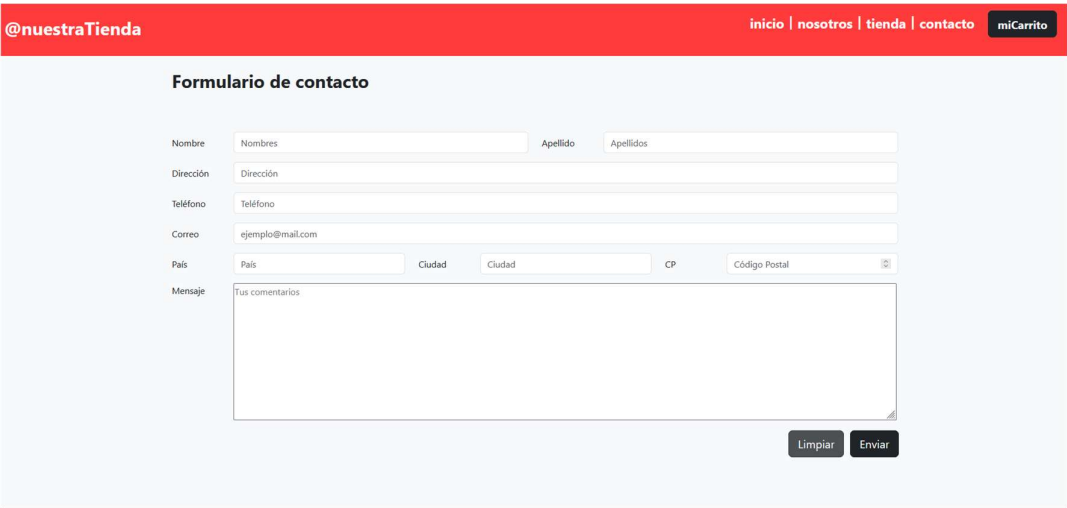 @nuestraTienda
inicio | nosotros | tienda | contacto miCarrito
Formulario de contacto
Nombre Nombres Apellido Apellidos
Dirección Dirección
Teléfono Teléfono
Correo ejemplo@mail.com
País País Ciudad Ciudad CP Código Postal
Mensaje Tus comentarios
Limpiar Enviar